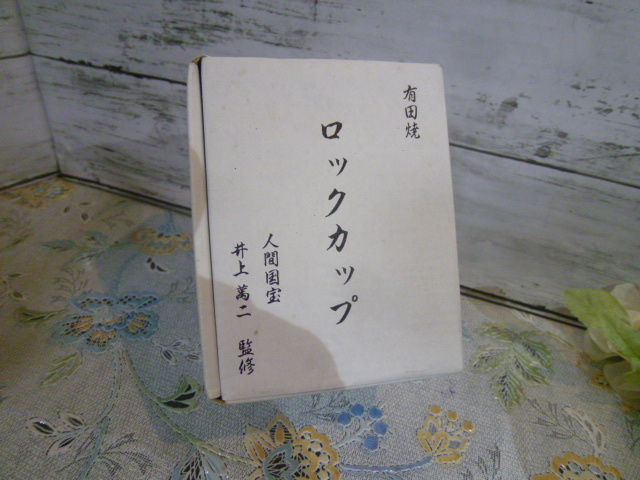 有田焼
ロックカップ
人間国宝
井上萬二 監修